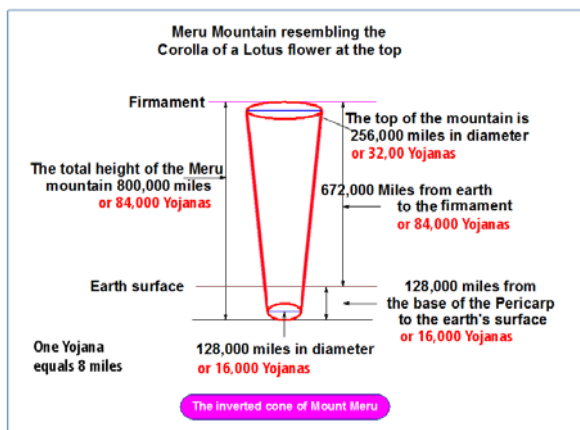 Meru Mountain resembling the
Corolla of a Lotus flower at the top
Firmament
The top of the mountain is
256,000 miles in diameter
or 32,00 Yojanas
The total height of the Meru
mountain 800,000 miles
or 84,000 Yojanas
672,000 Miles from earth
to the firmament
or 84,000 Yojanas
Earth surface
128,000 miles from
the base of the Pericarp
to the earth's surface
or 16,000 Yojanas
One Yojana
equals 8 miles
128,000 miles in diameter
or 16,000 Yojanas
The inverted cone of Mount Meru